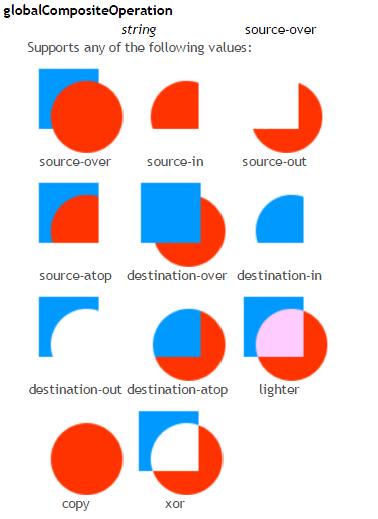 globalCompositeOperation
string source-over
Supports any of the following values:
source-over source-in source-out
source-atop destination-over destination-in
destination-out destination-atop lighter
copy xor